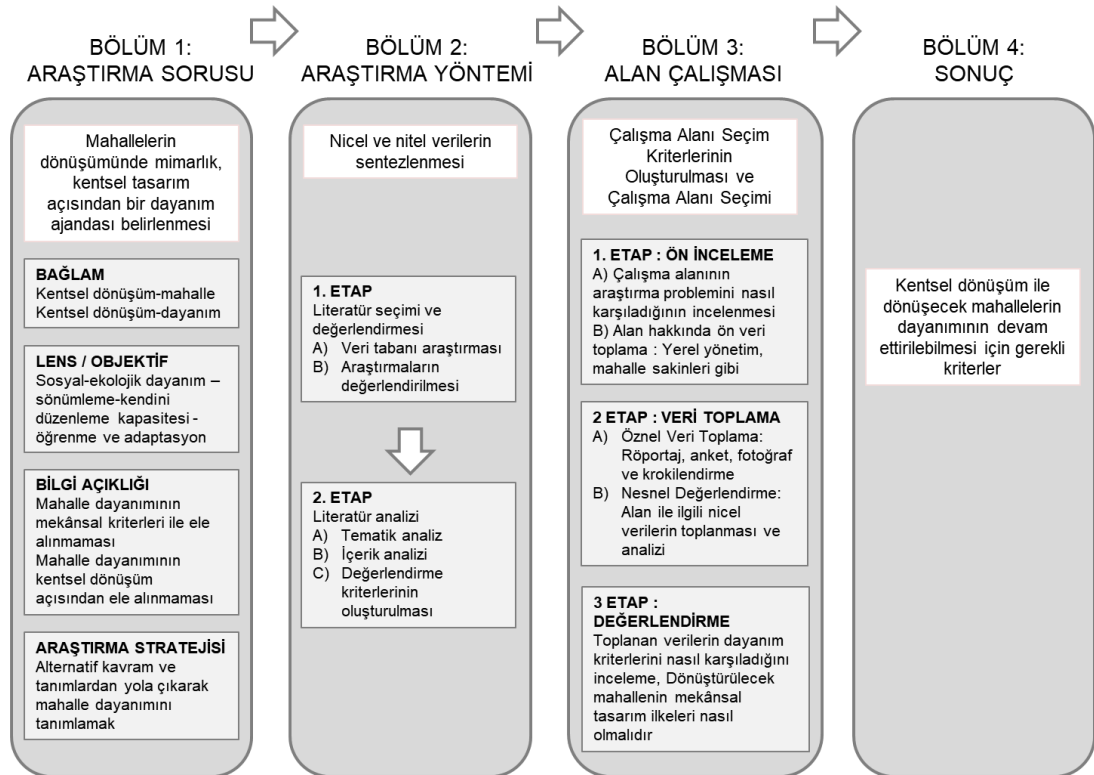 BÖLÜM 1:
ARAŞTIRMA SORUSU
Mahallelerin
dönüşümünde mimarlık,
kentsel tasarım
açısından bir dayanım
ajandası belirlenmesi
BAĞLAM
Kentsel dönüşüm-mahalle
Kentsel dönüşüm-dayanım
LENS / OBJEKTİF
Sosyal-ekolojik dayanım –
sönümleme-kendini
düzenleme kapasitesi -
öğrenme ve adaptasyon
BİLGİ AÇIKLIĞI
Mahalle dayanımının
mekânsal kriterleri ile ele
alınmaması
Mahalle dayanımının
kentsel dönüşüm
açısından ele alınmaması
ARAŞTIRMA STRATEJİSİ
Alternatif kavram ve
tanımlardan yola çıkarak
mahalle dayanımını
tanımlamak
BÖLÜM 2:
ARAŞTIRMA YÖNTEMİ
Nicel ve nitel verilerin
sentezlenmesi
1. ETAP
Literatür seçimi ve
değerlendirmesi
A) Veri tabanı araştırması
B) Araştırmaların
değerlendirilmesi
2. ETAP
Literatür analizi
A) Tematik analiz
B) İçerik analizi
C) Değerlendirme
kriterlerinin
oluşturulması
BÖLÜM 3:
ALAN ÇALIŞMASI
Çalışma Alanı Seçim
Kriterlerinin
Oluşturulması ve
Çalışma Alanı Seçimi
1. ETAP : ÖN İNCELEME
A) Çalışma alanının
araştırma problemini nasıl
karşıladığının incelenmesi
B) Alan hakkında ön veri
toplama : Yerel yönetim,
mahalle sakinleri gibi
2 ETAP : VERİ TOPLAMA
A) Öznel Veri Toplama:
Röportaj, anket, fotoğraf
ve krokilendirme
B) Nesnel Değerlendirme:
Alan ile ilgili nicel
verilerin toplanması ve
analizi
3 ETAP :
DEĞERLENDİRME
Toplanan verilerin dayanım
kriterlerini nasıl karşıladığını
inceleme, Dönüştürülecek
mahallenin mekânsal
tasarım ilkeleri nasıl
olmalıdır
BÖLÜM 4:
SONUÇ
Kentsel dönüşüm ile
dönüşecek mahallelerin
dayanımının devam
ettirilebilmesi için gerekli
kriterler